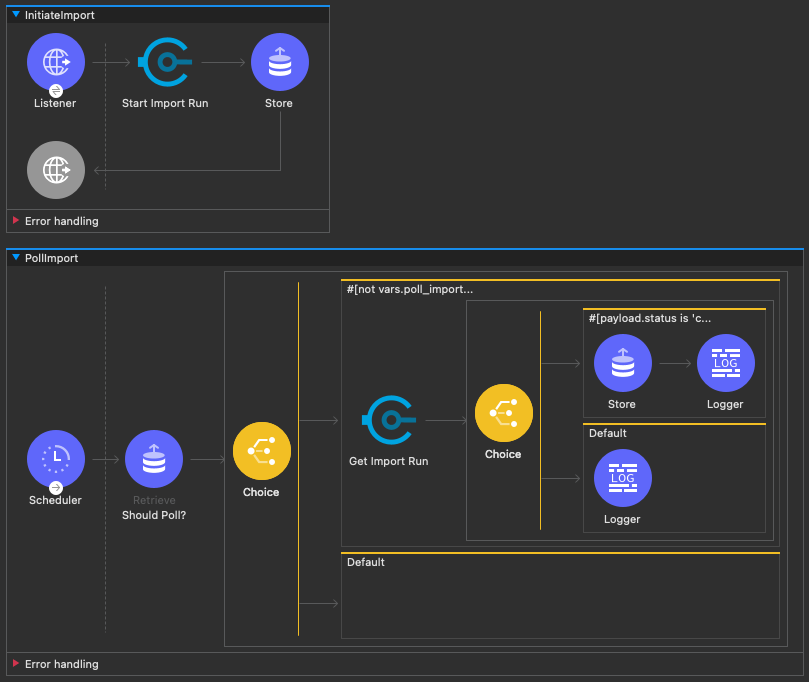 InitiateImport
Listener
Start Import Run
Store
Error handling
PollImport
#[not vars.poll_import...
#[payload.status is 'c...
LOG
Store
Logger
Get Import Run
Choice
Default
LOG
Logger
Scheduler
Retrieve
Should Poll?
Choice
Default
Error handling